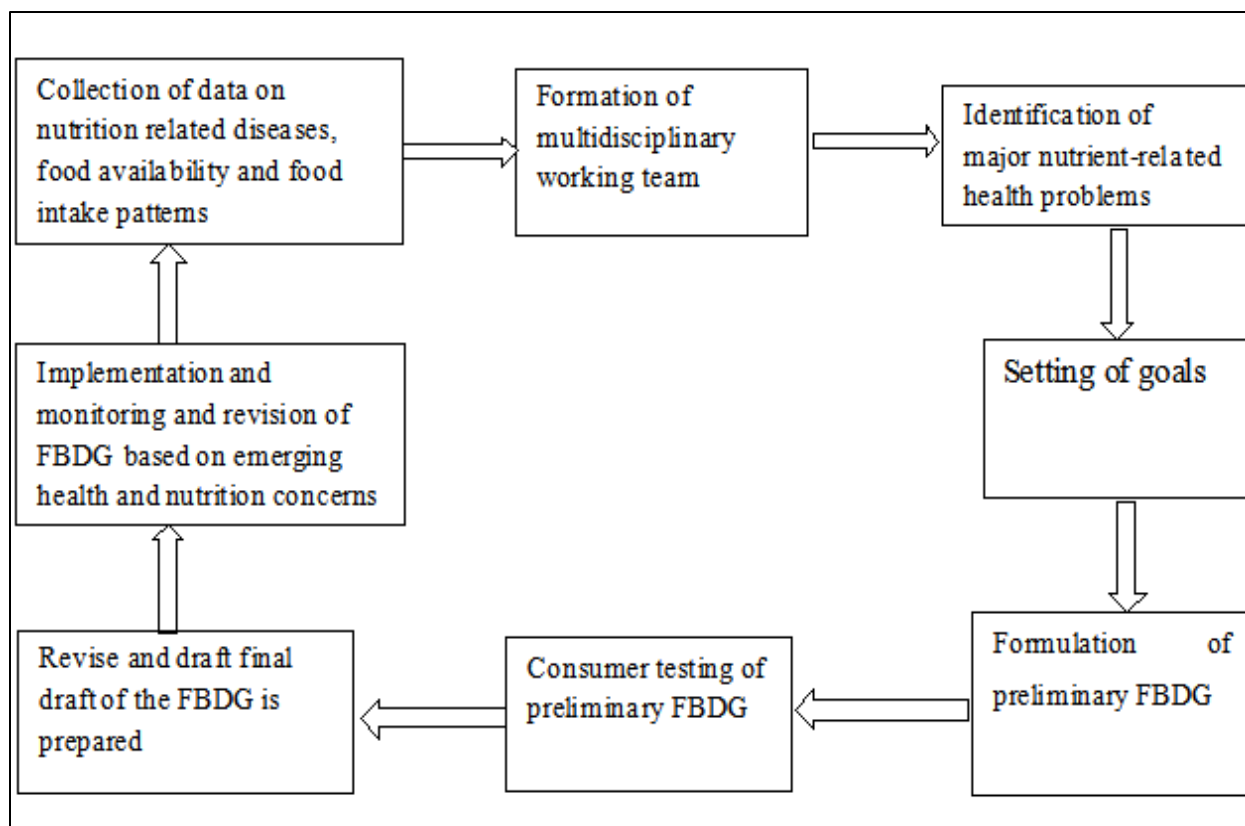 Collection of data on
nutrition related diseases,
food availability and food
intake patterns
Formation of
multidisciplinary
working team
Identification of
major nutrient-related
health problems
Setting of goals
Formulation of
preliminary FBDG
Consumer testing of
preliminary FBDG
Revise and draft final
draft of the FBDG is
prepared
Implementation and
monitoring and revision of
FBDG based on emerging
health and nutrition concerns